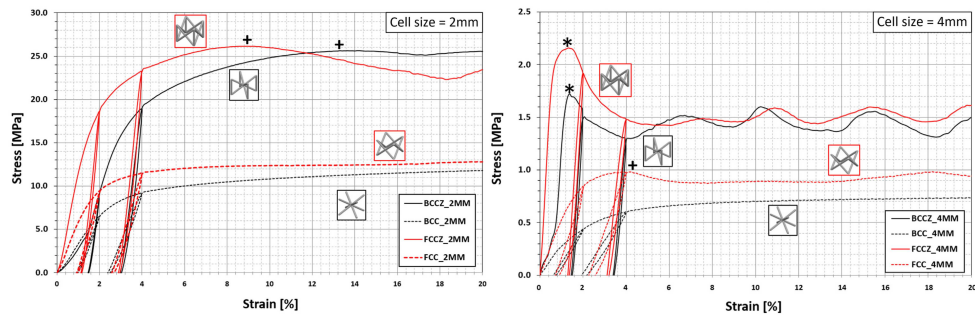 Cell size = 2mm
Stress [MPa]
30.0
25.0
20.0
15.0
10.0
5.0
0.0
+
+
BCCZ_2MM
BCC_2MM
FCCZ_2MM
FCC_2MM
0 2 4 6 8 10 12 14 16 18 20
Strain [%]
Cell size = 4mm
Stress [MPa]
2.5
2.0
1.5
1.0
0.5
0.0
*
*
+
BCCZ_4MM
BCC_4MM
FCCZ_4MM
FCC_4MM
0 2 4 6 8 10 12 14 16 18 20
Strain [%]